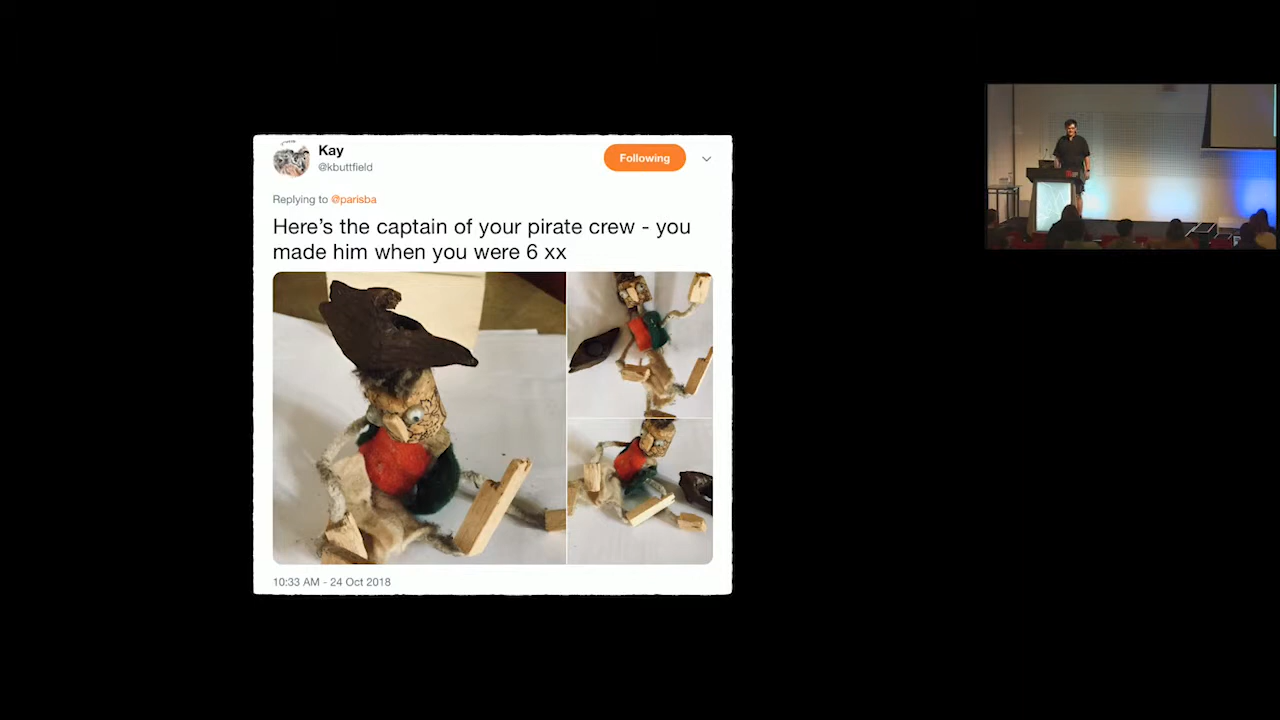 Kay
@kbuttfield
Following
Replying to @parisba
Here's the captain of your pirate crew - you
made him when you were 6 xx
10:33 AM - 24 Oct 2018